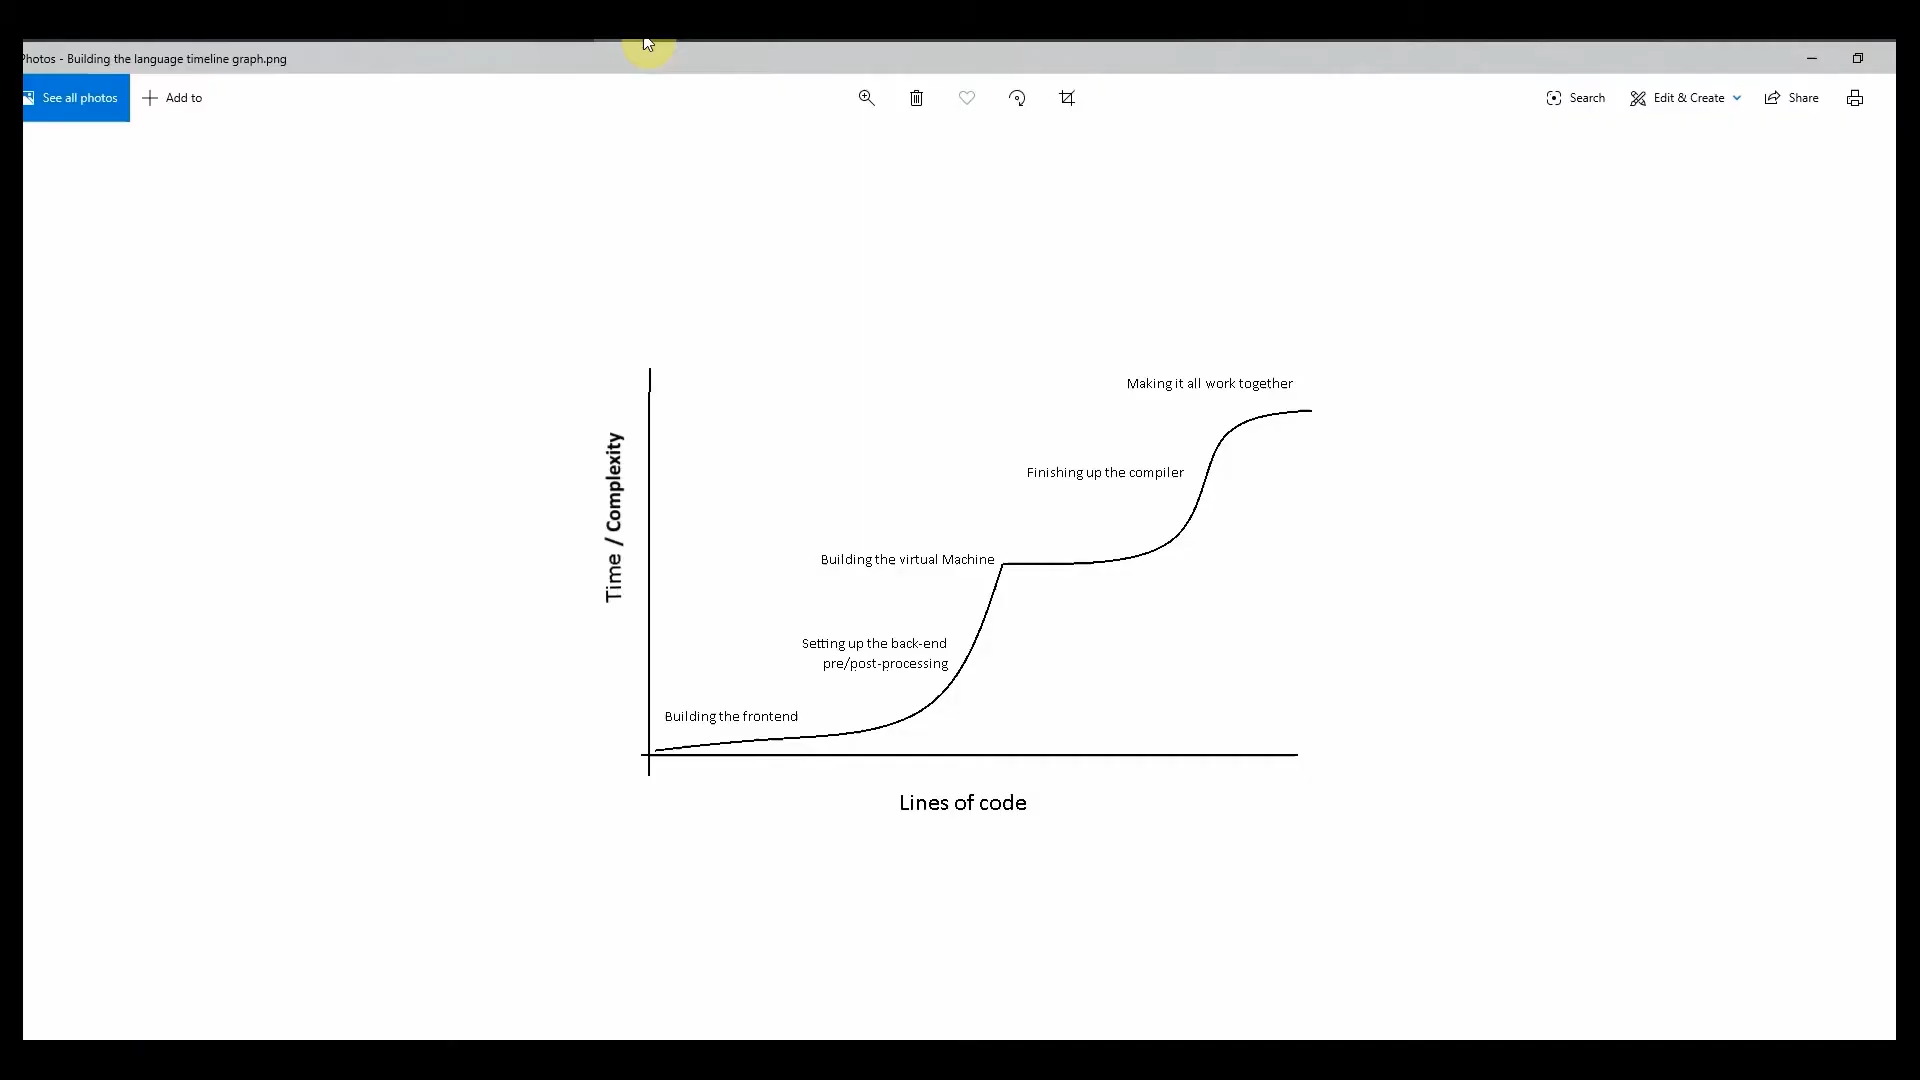 Photos - Building the language timeline graph.png
See all photos
Add to
Search
Edit & Create
Share
Making it all work together
Finishing up the compiler
Building the virtual Machine
Setting up the back-end
pre/post-processing
Building the frontend
Time / Complexity
Lines of code